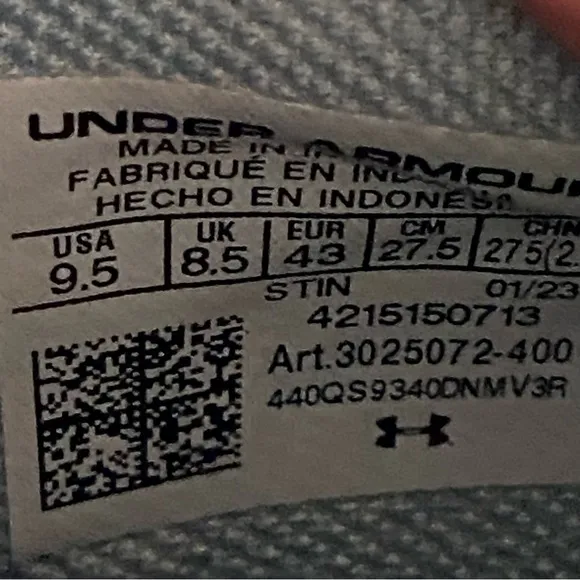 UNDER ARMOUR
MADE IN
FABRIQUÉ EN
HECHO EN INDONES
USA UK EUR CM CHN
9.5 8.5 43 27.5 275(2.
STIN 01/23
4215150713
Art.3025072-400
440QS9340DNMV3R